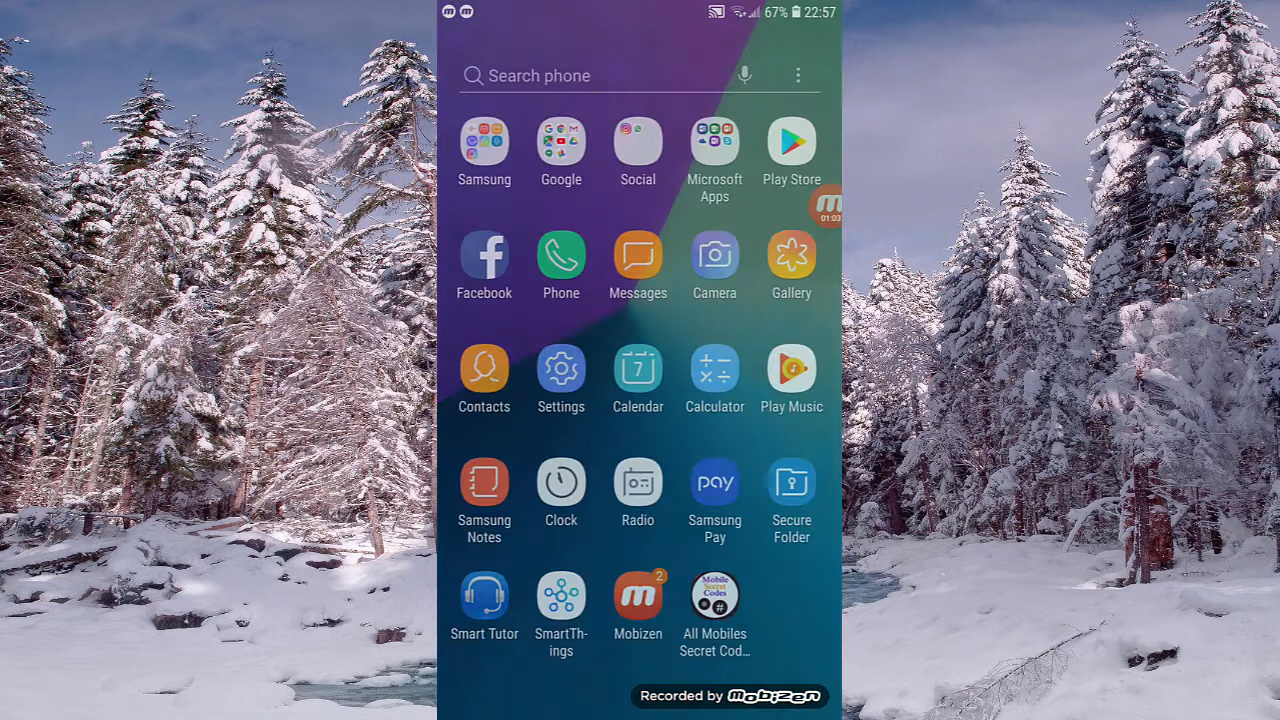 67% 22:57
Search phone
Samsung
Google
Social
Microsoft
Apps
Play Store
01:03
Facebook
Phone
Messages
Camera
Gallery
7
Contacts
Settings
Calendar
Calculator
Play Music
pay
Samsung
Notes
Clock
Radio
Samsung
Pay
Secure
Folder
2
Mobile
Secret
Codes
#
Smart Tutor
SmartTh-
ings
Mobizen
All Mobiles
Secret Cod...
Recorded by mobizen